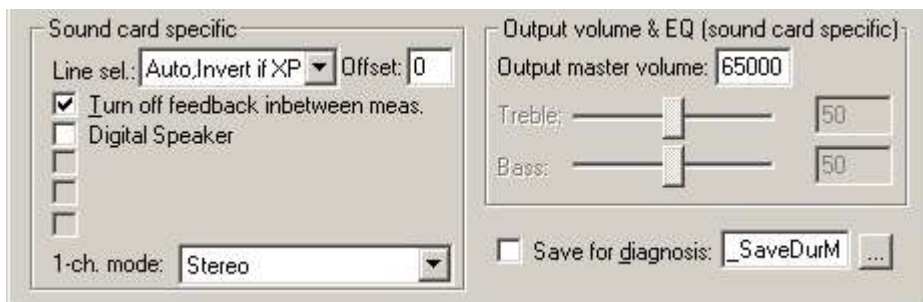 Sound card specific
Line sel.: Auto,Invert if XP Offset: 0
Turn off feedback inbetween meas.
Digital Speaker
1-ch. mode: Stereo
Output volume & EQ (sound card specific)
Output master volume: 65000
Treble: 50
Bass: 50
Save for diagnosis: _SaveDurM ...